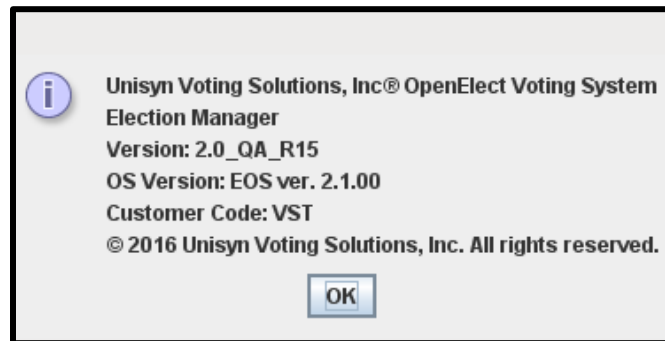 i
Unisyn Voting Solutions, Inc® OpenElect Voting System
Election Manager
Version: 2.0_QA_R15
OS Version: EOS ver. 2.1.00
Customer Code: VST
© 2016 Unisyn Voting Solutions, Inc. All rights reserved.
OK